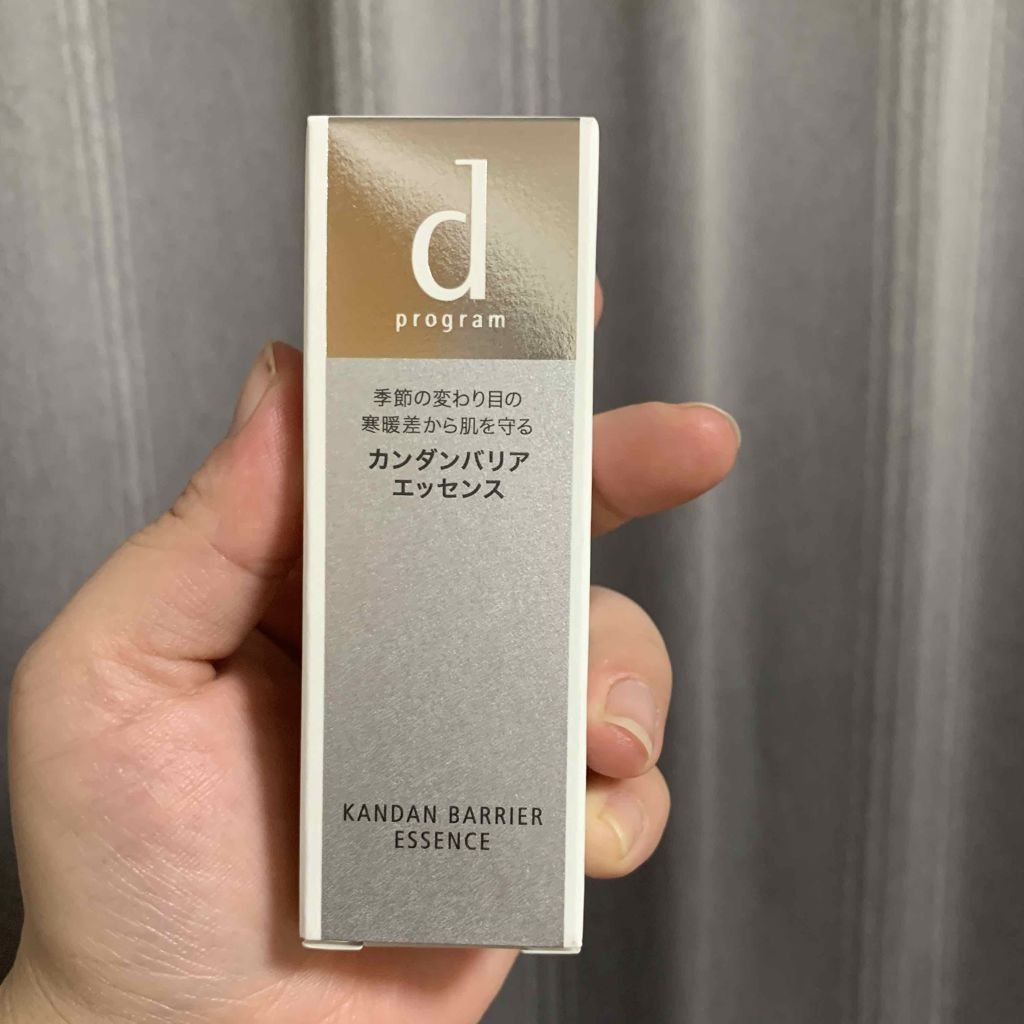 d
program
季節の変わり目の
寒暖差から肌を守る
カンダンバリア
エッセンス
KANDAN BARRIER
ESSENCE